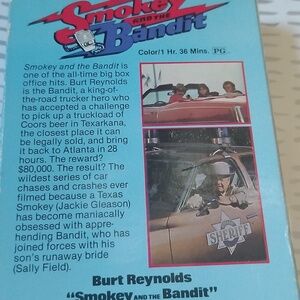 Smokey
AND THE
Bandit
Color/1 Hr. 36 Mins. PG
Smokey and the Bandit is
one of the all-time big box
office hits. Burt Reynolds
is the Bandit, a king-of-
the-road trucker hero who
has accepted a challenge
to pick up a truckload of
Coors beer in Texarkana,
the closest place it can
be legally sold, and bring
it back to Atlanta in 28
hours. The reward?
$80,000. The result? The
wildest series of car
chases and crashes ever
filmed because a Texas
Smokey (Jackie Gleason) has
become maniacally
obsessed with appre-
hending Bandit, who has
joined forces with his
son's runaway bride
(Sally Field).
SHERIFF
Burt Reynolds
"Smokey AND THE Bandit"